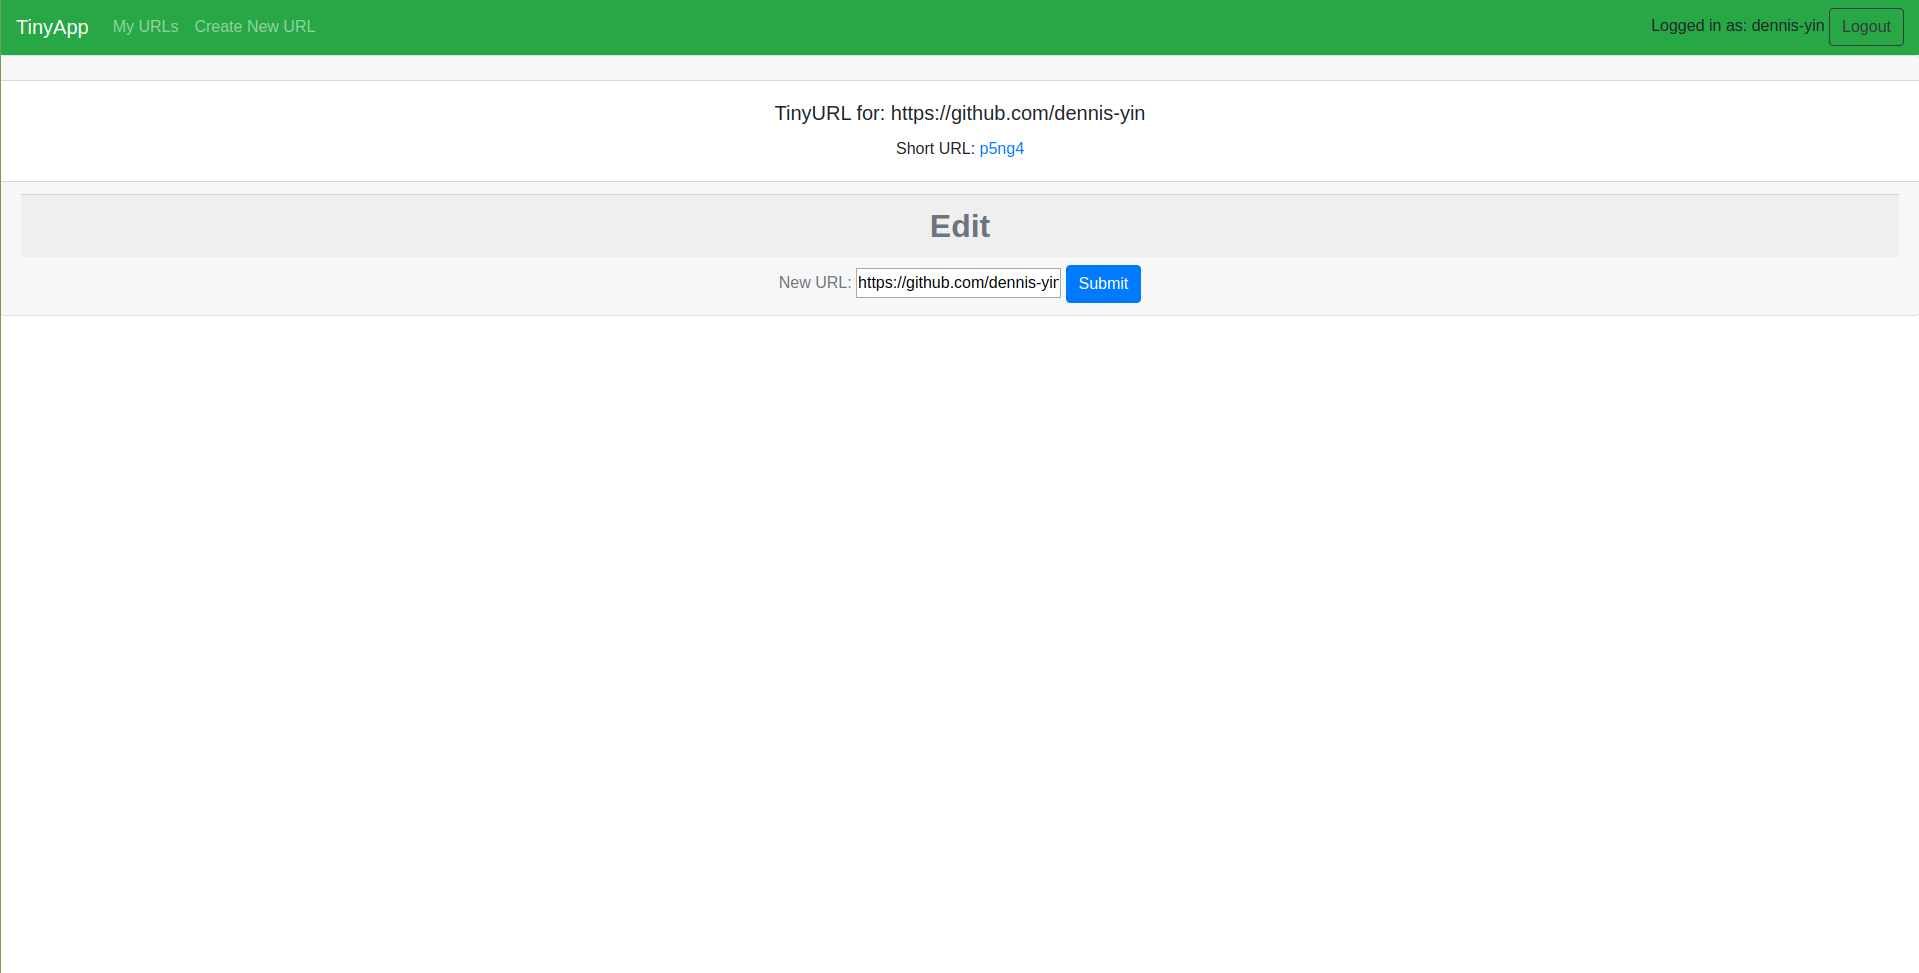 TinyApp My URLs Create New URL Logged in as: dennis-yin Logout
TinyURL for: https://github.com/dennis-yin
Short URL: p5ng4
Edit
New URL: https://github.com/dennis-yin Submit